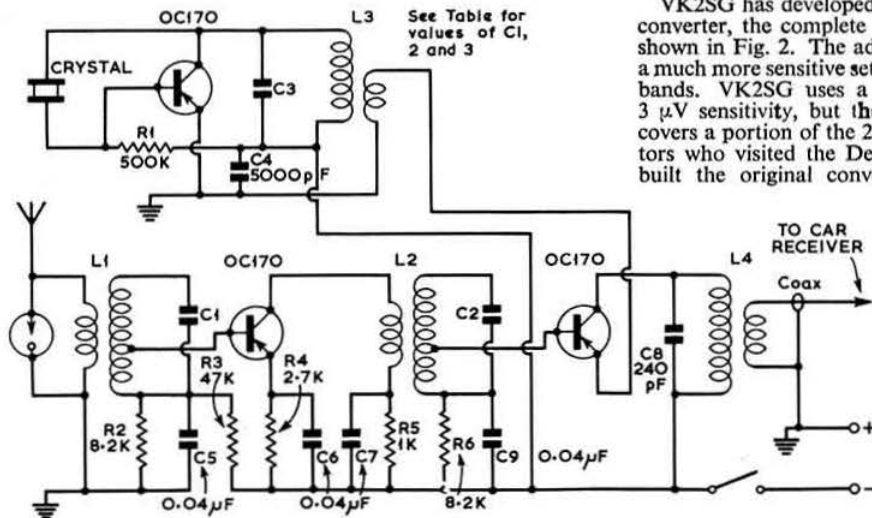 OC170
L3
See Table for
values of C1,
2 and 3
CRYSTAL
C3
R1
500K
C4
5000pF
VK2SG has developed
converter, the complete
shown in Fig. 2. The ad
a much more sensitive set
bands. VK2SG uses a
3 μV sensitivity, but the
covers a portion of the 2
tors who visited the De
built the original conv
TO CAR
RECEIVER
L1
OC170
L2
OC170
L4
Coax
C1
C2
R3
47K
R4
2.7K
C8
240
pF
R2
8.2K
C5
C6
C7
R5
1K
R6
C9
0.04μF
+
0.04μF
0.04μF
8.2K
−